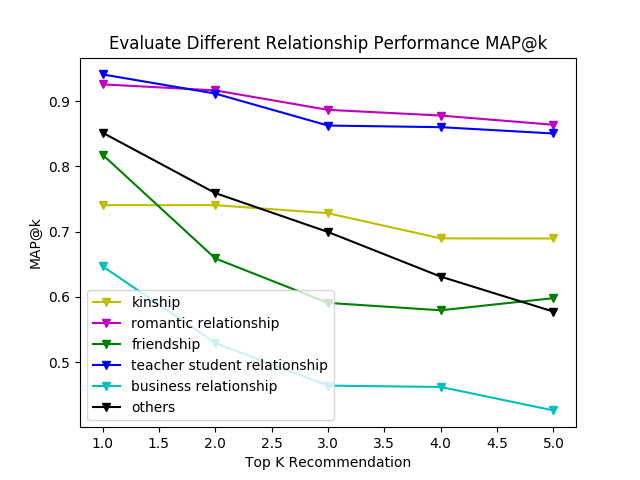 Evaluate Different Relationship Performance MAP@k
MAP@k
0.9
0.8
0.7
0.6
0.5
kinship
romantic relationship
friendship
teacher student relationship
business relationship
others
1.0 1.5 2.0 2.5 3.0 3.5 4.0 4.5 5.0
Top K Recommendation